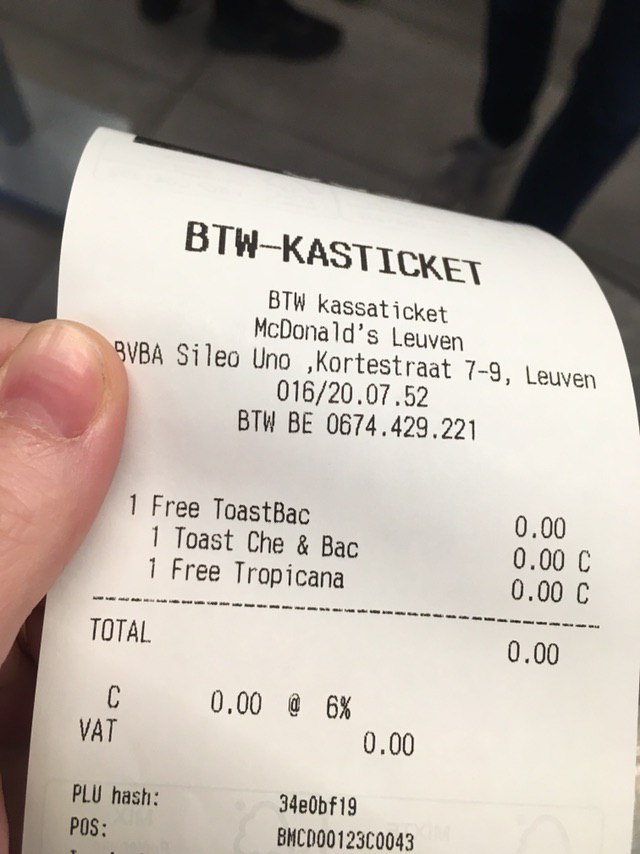 BTW-KASTICKET
BTW kassaticket
McDonald's Leuven
BVBA Sileo Uno ,Kortestraat 7-9, Leuven
016/20.07.52
BTW BE 0674.429.221
1 Free ToastBac 0.00
1 Toast Che & Bac 0.00 C
1 Free Tropicana 0.00 C
TOTAL 0.00
C 0.00 @ 6%
VAT 0.00
PLU hash: 34e0bf19
POS: BMCD00123C0043